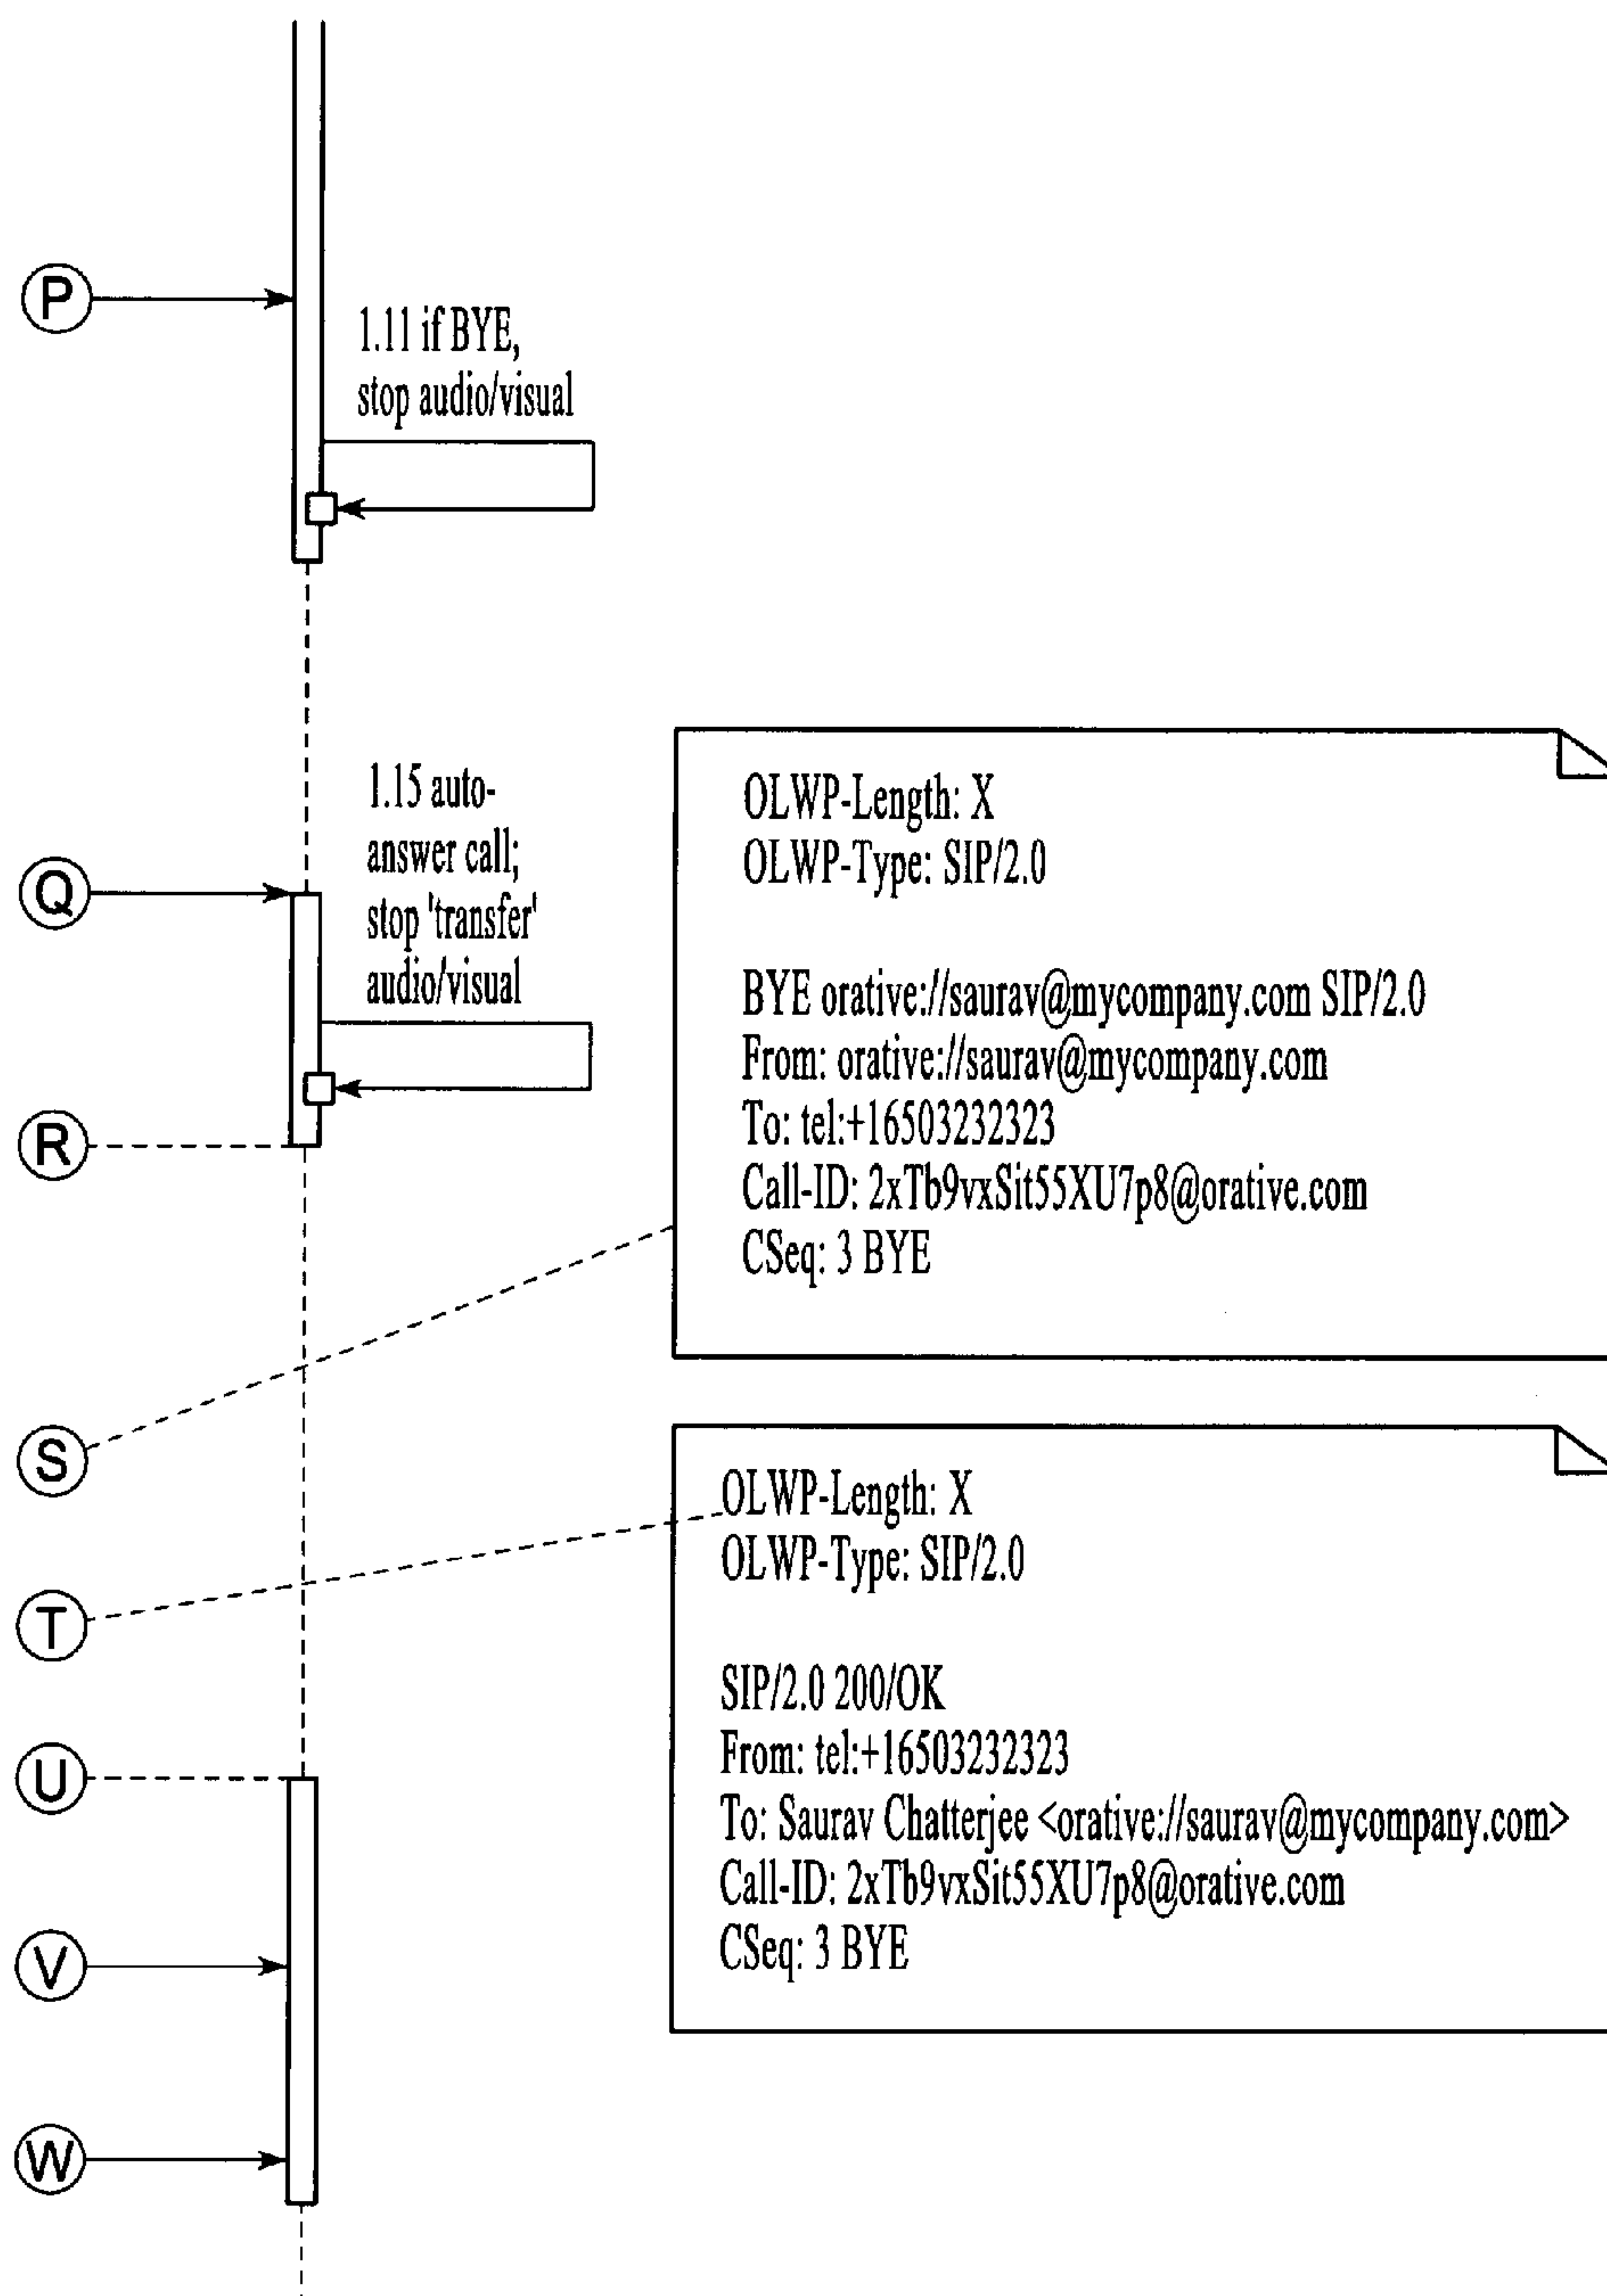 P
1.11 if BYE,
stop audio/visual
1.15 auto-
answer call;
stop 'transfer'
audio/visual
Q
R
OLWP-Length: X
OLWP-Type: SIP/2.0
BYE orative://saurav@mycompany.com SIP/2.0
From: orative://saurav@mycompany.com
To: tel:+16503232323
Call-ID: 2xTb9vxSit55XU7p8@orative.com
CSeq: 3 BYE
S
OLWP-Length: X
OLWP-Type: SIP/2.0
SIP/2.0 200/OK
From: tel:+16503232323
To: Saurav Chatterjee <orative://saurav@mycompany.com>
Call-ID: 2xTb9vxSit55XU7p8@orative.com
CSeq: 3 BYE
T
U
V
W